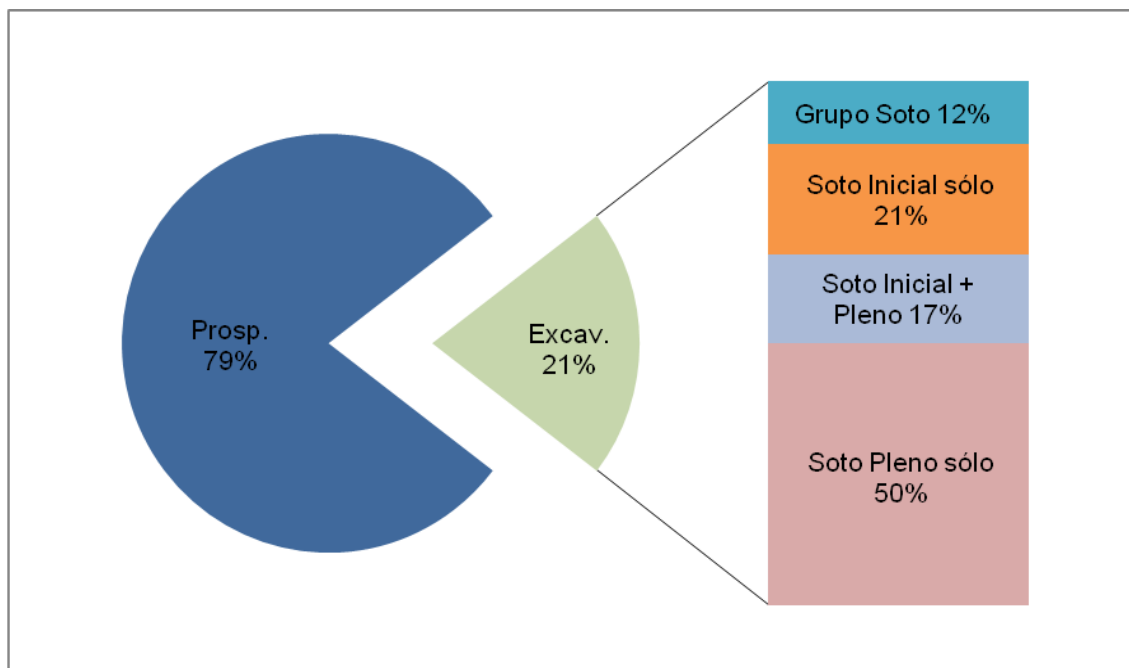 Prosp.
79%
Excav.
21%
Grupo Soto 12%
Soto Inicial sólo
21%
Soto Inicial +
Pleno 17%
Soto Pleno sólo
50%